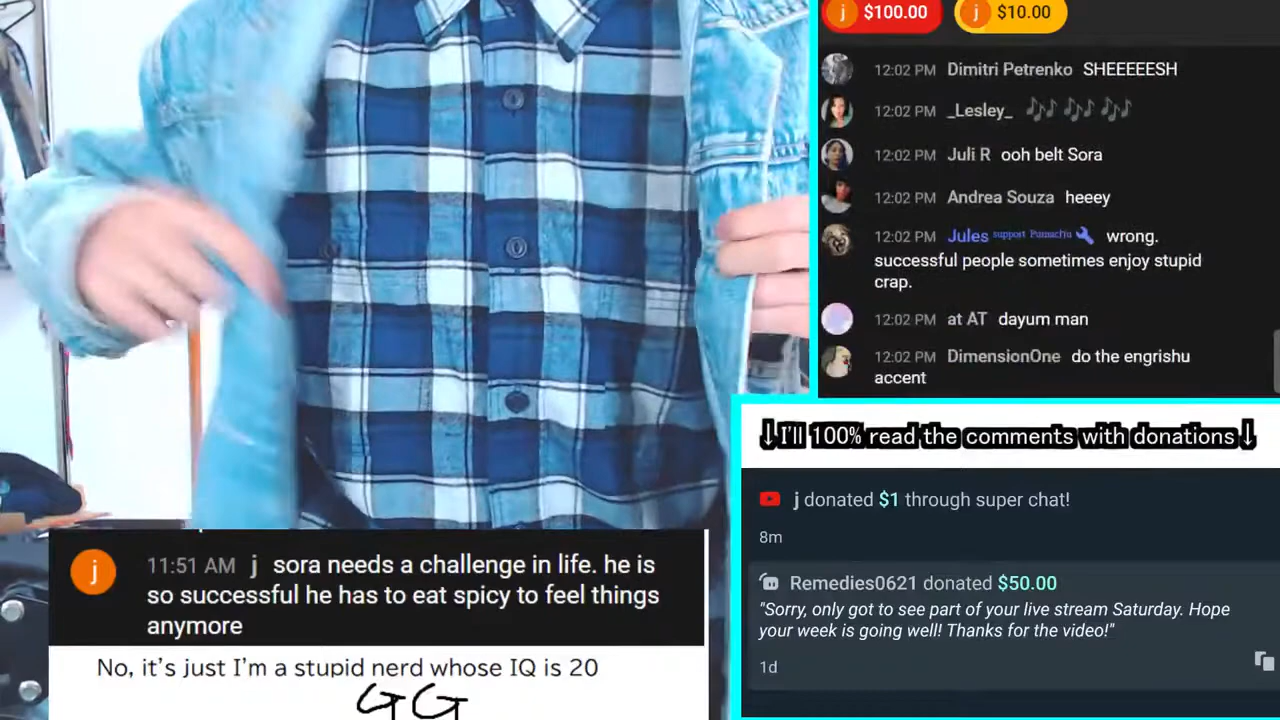 j $100.00 j $10.00
12:02 PM Dimitri Petrenko SHEEEEESH
12:02 PM _Lesley_ 🎶 🎶 🎶
12:02 PM Juli R ooh belt Sora
12:02 PM Andrea Souza heeey
12:02 PM Jules support PumaChu 🔧 wrong.
successful people sometimes enjoy stupid
crap.
12:02 PM at AT dayum man
12:02 PM DimensionOne do the engrishu
accent
↓I'll 100% read the comments with donations↓
j donated $1 through super chat!
8m
Remedies0621 donated $50.00
"Sorry, only got to see part of your live stream Saturday. Hope
your week is going well! Thanks for the video!"
1d
j 11:51 AM j sora needs a challenge in life. he is
so successful he has to eat spicy to feel things
anymore
No, it's just I'm a stupid nerd whose IQ is 20
GG